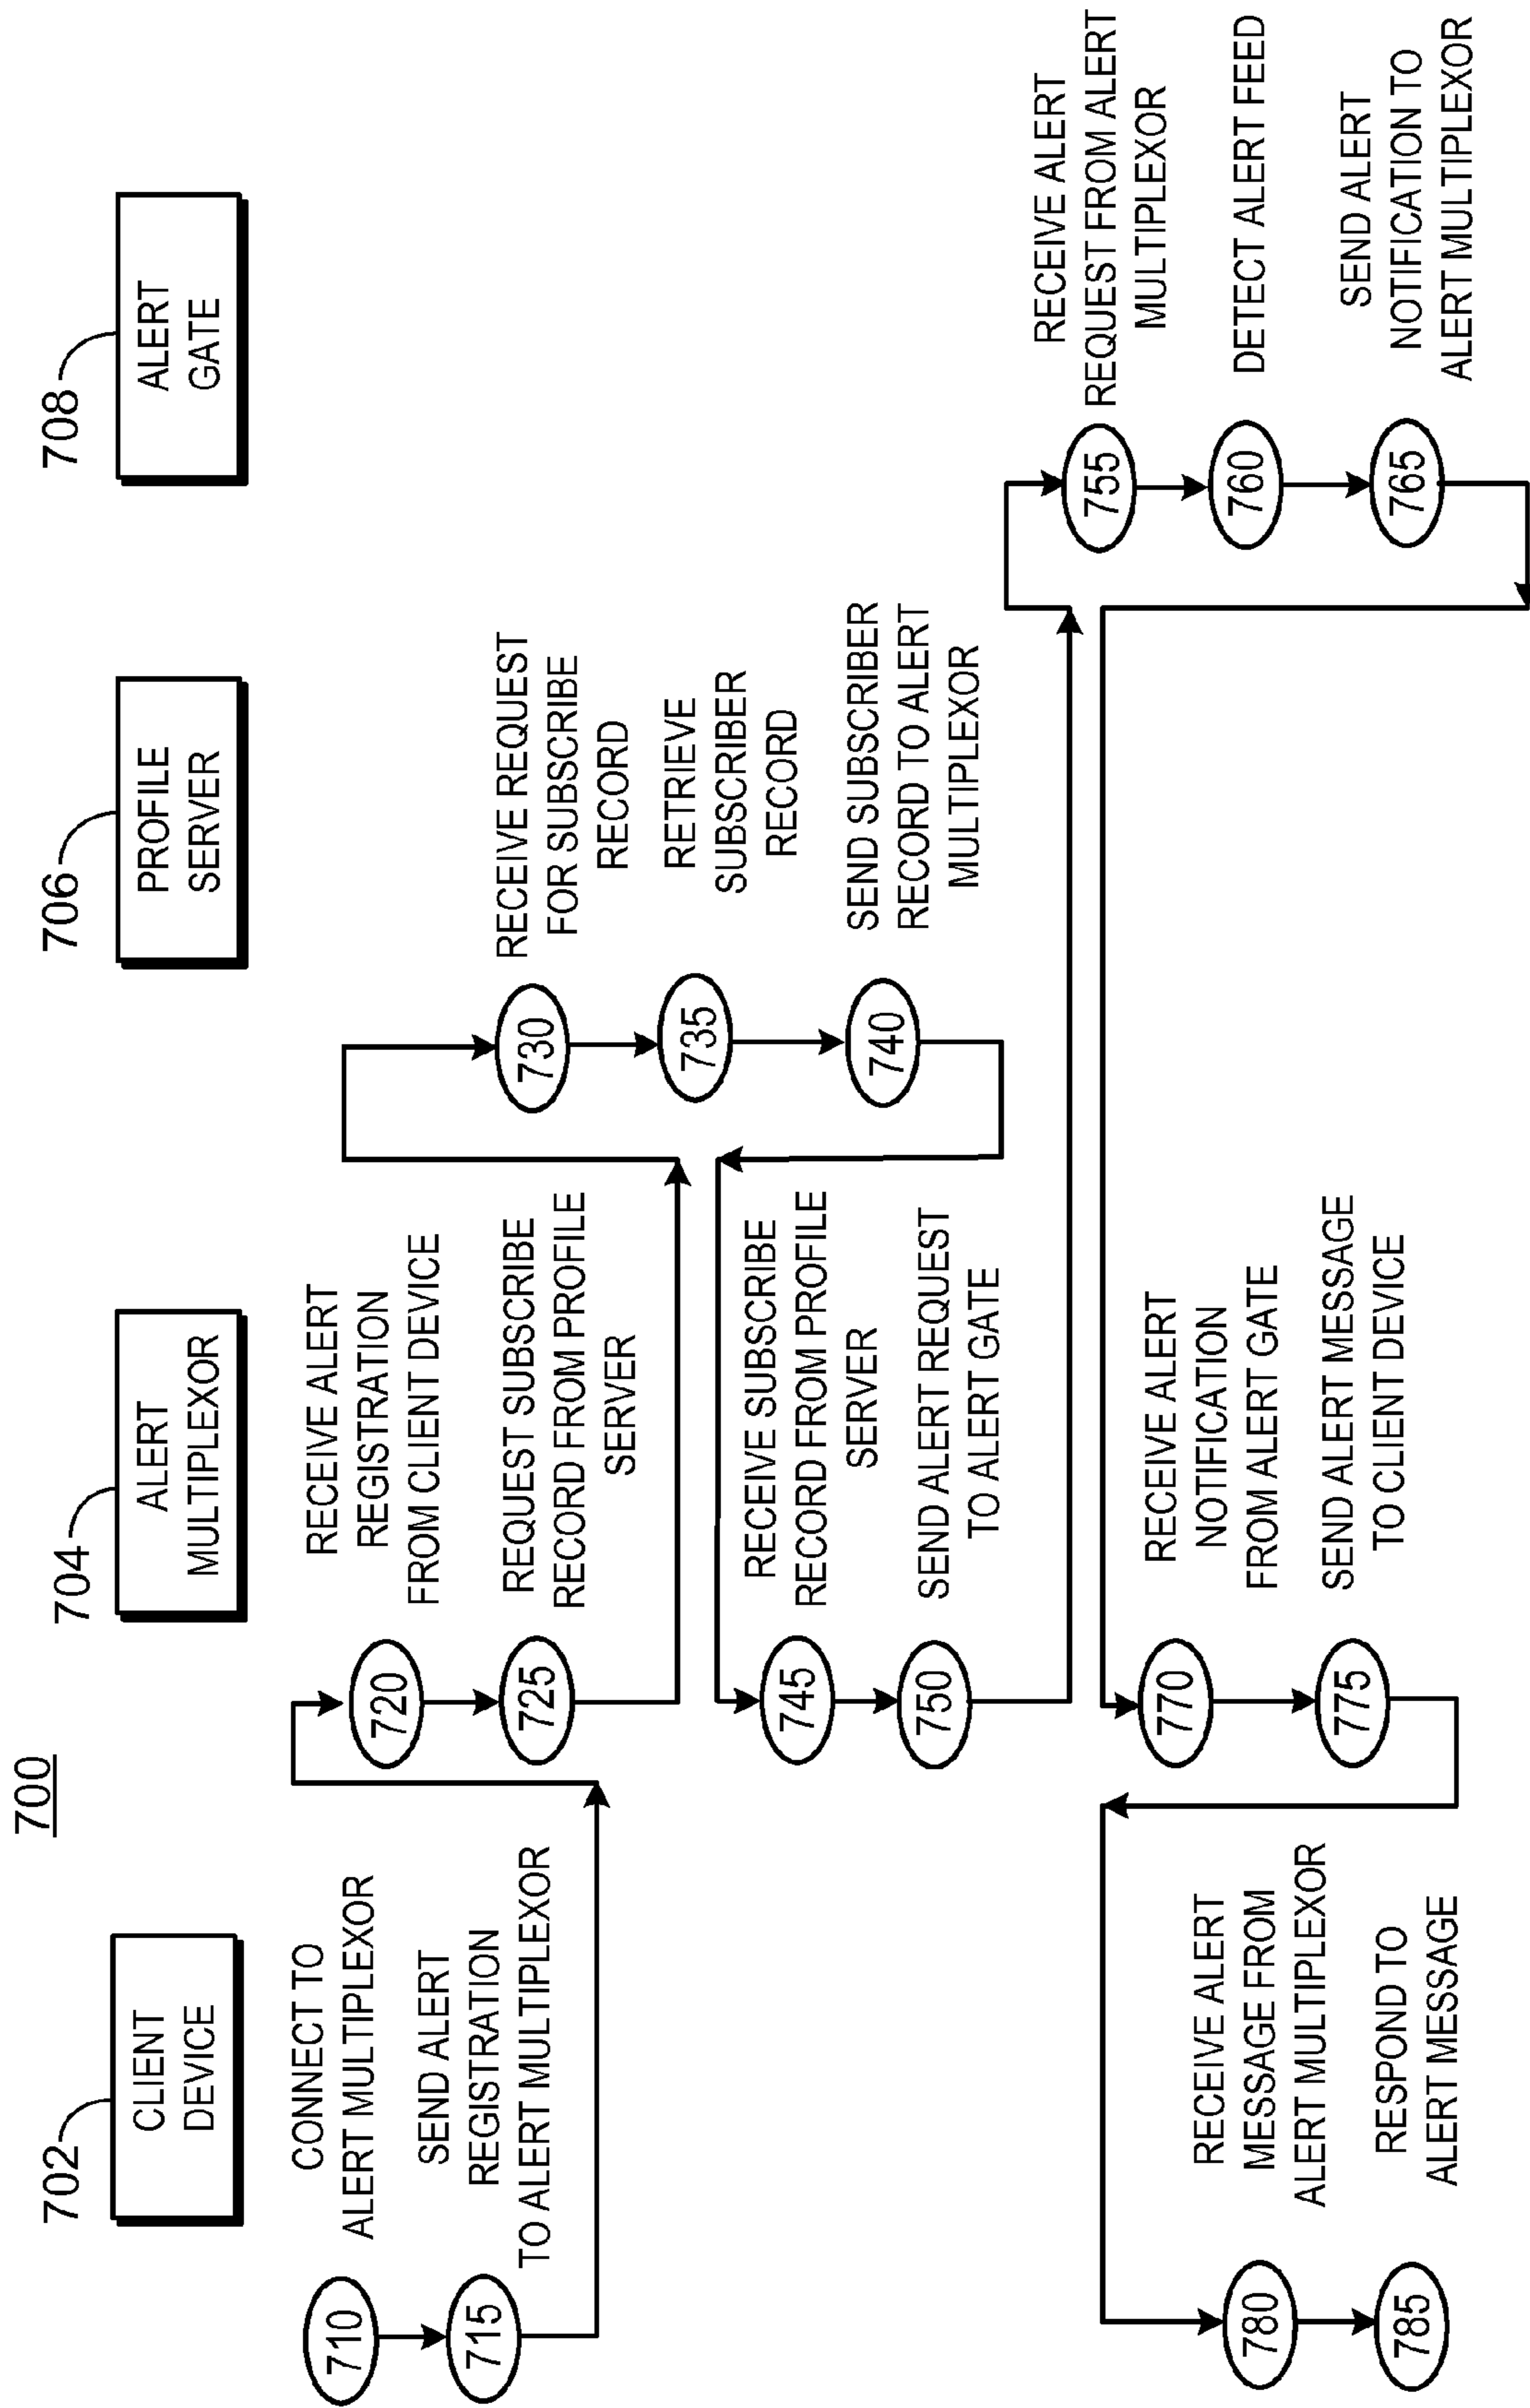 700
702
CLIENT
DEVICE
704
ALERT
MULTIPLEXOR
706
PROFILE
SERVER
708
ALERT
GATE
710
CONNECT TO
ALERT MULTIPLEXOR
715
SEND ALERT
REGISTRATION
TO ALERT MULTIPLEXOR
720
RECEIVE ALERT
REGISTRATION
FROM CLIENT DEVICE
725
REQUEST SUBSCRIBE
RECORD FROM PROFILE
SERVER
730
RECEIVE REQUEST
FOR SUBSCRIBE
RECORD
735
RETRIEVE
SUBSCRIBER
RECORD
740
SEND SUBSCRIBER
RECORD TO ALERT
MULTIPLEXOR
745
RECEIVE SUBSCRIBE
RECORD FROM PROFILE
SERVER
750
SEND ALERT REQUEST
TO ALERT GATE
755
RECEIVE ALERT
REQUEST FROM ALERT
MULTIPLEXOR
760
DETECT ALERT FEED
765
SEND ALERT
NOTIFICATION TO
ALERT MULTIPLEXOR
770
RECEIVE ALERT
NOTIFICATION
FROM ALERT GATE
775
SEND ALERT MESSAGE
TO CLIENT DEVICE
780
RECEIVE ALERT
MESSAGE FROM
ALERT MULTIPLEXOR
785
RESPOND TO
ALERT MESSAGE